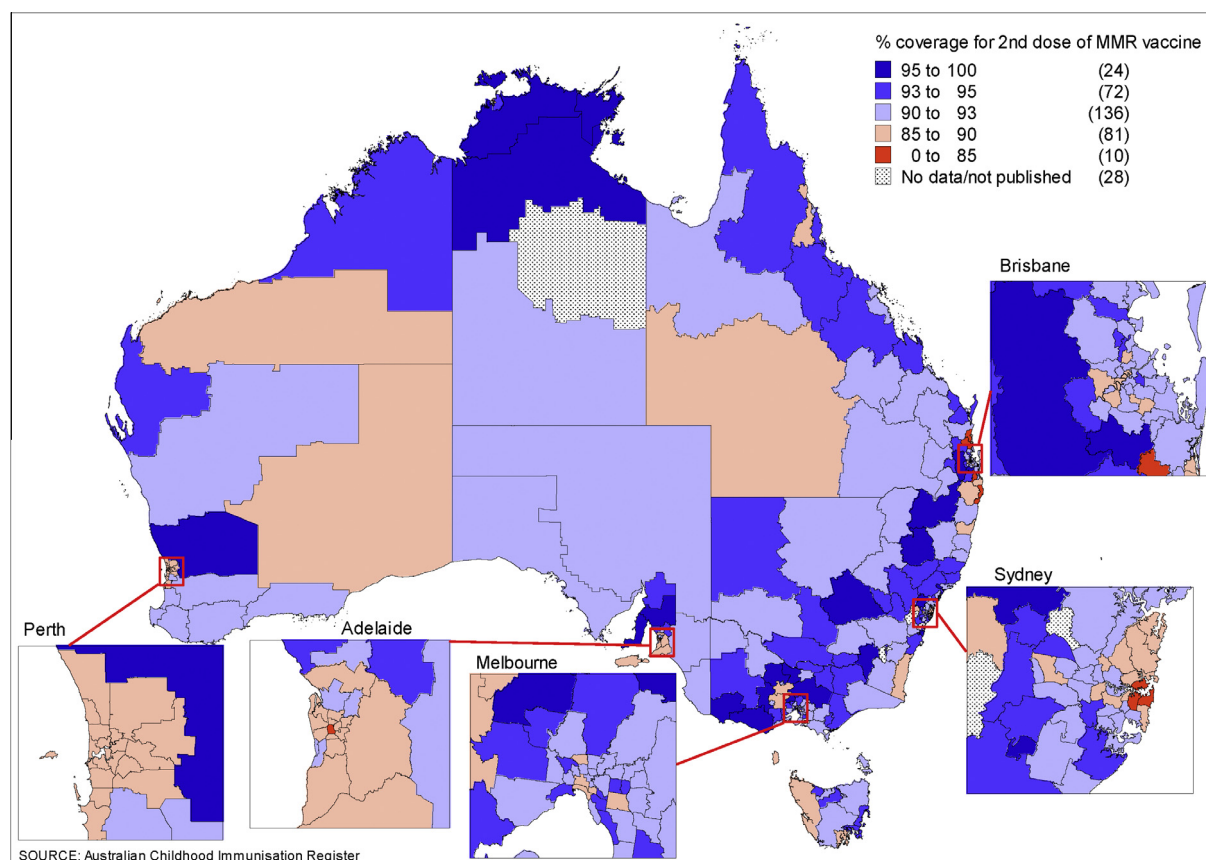 % coverage for 2nd dose of MMR vaccine
95 to 100 (24)
93 to 95 (72)
90 to 93 (136)
85 to 90 (81)
0 to 85 (10)
No data/not published (28)
Brisbane
Sydney
Perth
Adelaide
Melbourne
SOURCE: Australian Childhood Immunisation Register